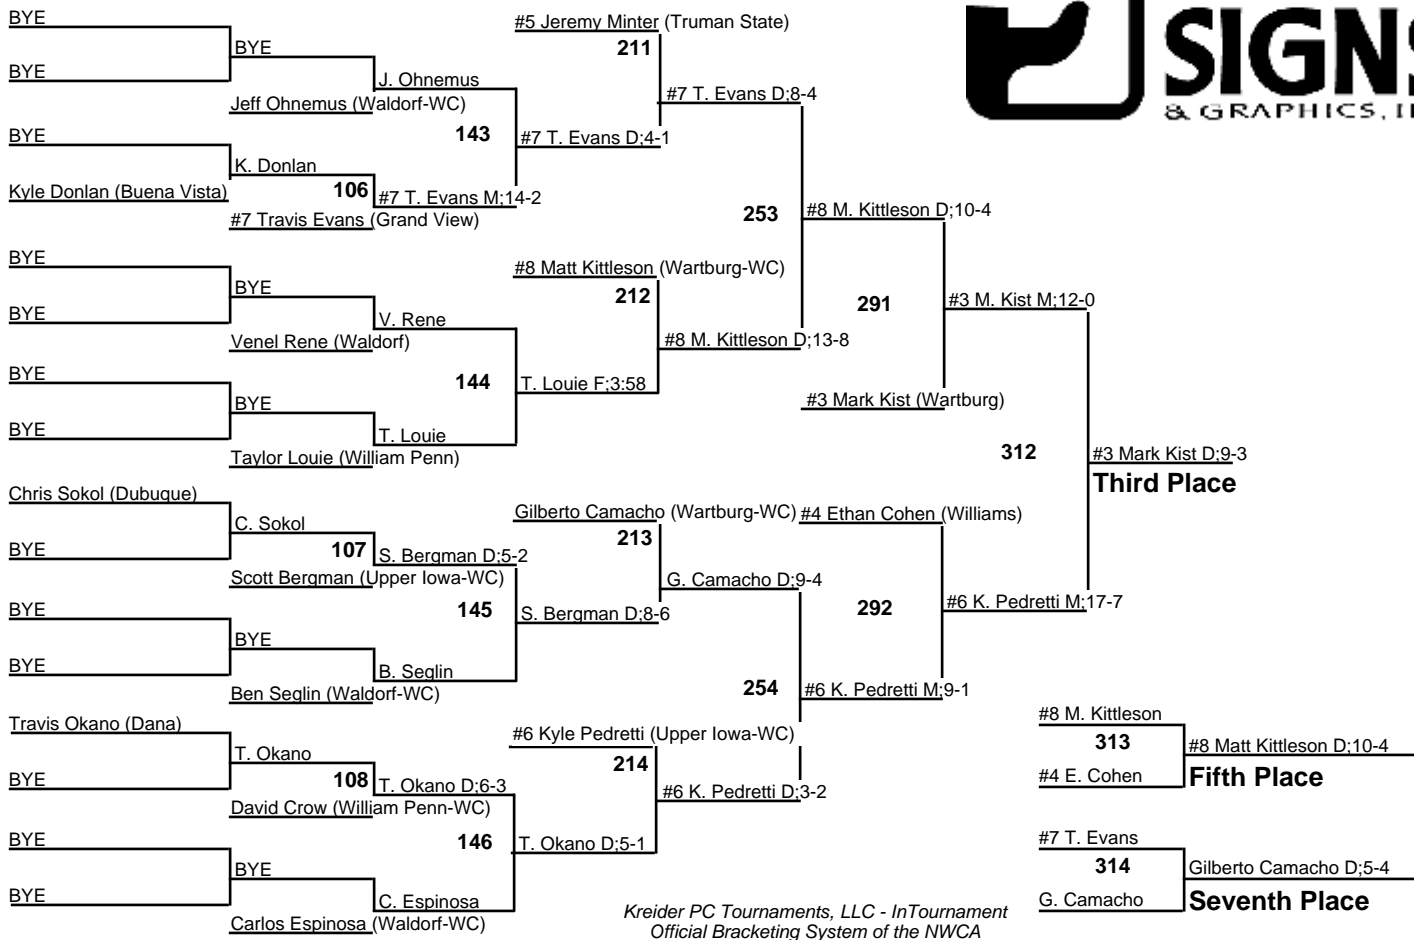 BYE
BYE
BYE
J. Ohnemus
Jeff Ohnemus (Waldorf-WC)
143
BYE
K. Donlan
Kyle Donlan (Buena Vista)
106
#7 T. Evans M;14-2
#7 Travis Evans (Grand View)
#5 Jeremy Minter (Truman State)
211
#7 T. Evans D;8-4
#7 T. Evans D;4-1
SIGNS
& GRAPHICS, I
253
#8 M. Kittleson D;10-4
BYE
BYE
BYE
V. Rene
Venel Rene (Waldorf)
144
T. Louie F;3:58
BYE
BYE
BYE
T. Louie
Taylor Louie (William Penn)
#8 Matt Kittleson (Wartburg-WC)
212
#8 M. Kittleson D;13-8
291
#3 M. Kist M;12-0
#3 Mark Kist (Wartburg)
312
#3 Mark Kist D;9-3
Third Place
Chris Sokol (Dubuque)
BYE
C. Sokol
107
S. Bergman D;5-2
Scott Bergman (Upper Iowa-WC)
145
S. Bergman D;8-6
BYE
BYE
BYE
B. Seglin
Ben Seglin (Waldorf-WC)
Gilberto Camacho (Wartburg-WC)
213
G. Camacho D;9-4
#4 Ethan Cohen (Williams)
292
#6 K. Pedretti M;17-7
254
#6 K. Pedretti M;9-1
Travis Okano (Dana)
BYE
T. Okano
108
T. Okano D;6-3
David Crow (William Penn-WC)
146
T. Okano D;5-1
BYE
BYE
BYE
C. Espinosa
Carlos Espinosa (Waldorf-WC)
#6 Kyle Pedretti (Upper Iowa-WC)
214
#6 K. Pedretti D;3-2
#8 M. Kittleson
313
#4 E. Cohen
#8 Matt Kittleson D;10-4
Fifth Place
#7 T. Evans
314
G. Camacho
Gilberto Camacho D;5-4
Seventh Place
Kreider PC Tournaments, LLC - InTournament
Official Bracketing System of the NWCA